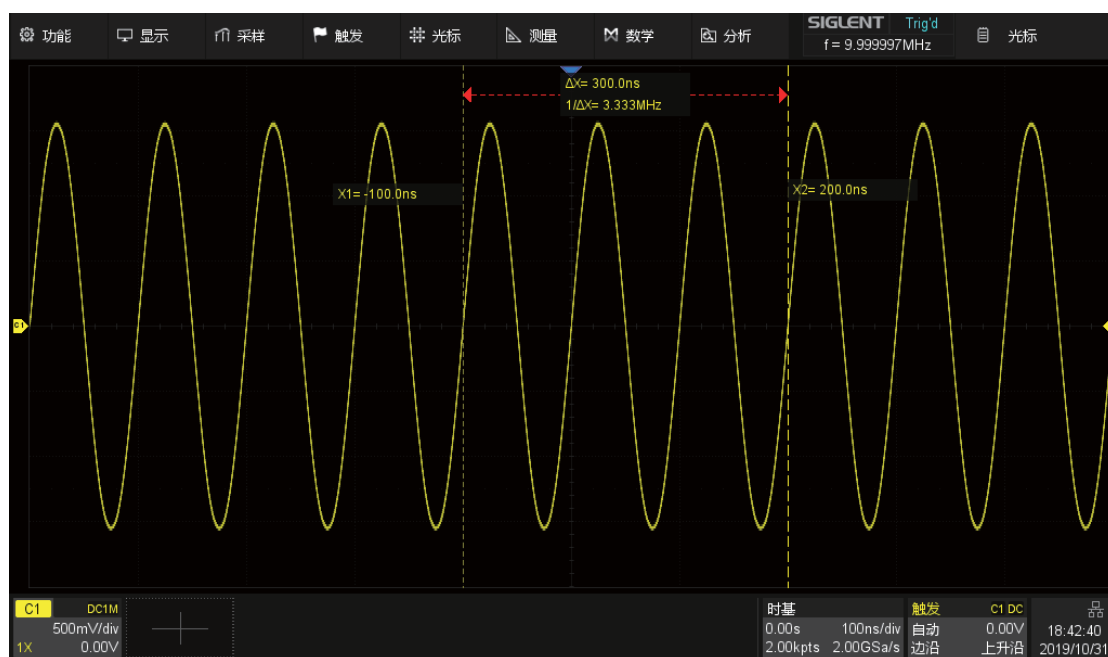 功能 显示 采样 触发 光标 测量 数学 分析 SIGLENT Trig'd 光标
f = 9.999997MHz
ΔX= 300.0ns
1/ΔX= 3.333MHz
X1= -100.0ns
X2= 200.0ns
C1
C1 DC1M
500mV/div
1X 0.00V
时基
0.00s 100ns/div
2.00kpts 2.00GSa/s
触发 C1 DC
自动 0.00V
边沿 上升沿
18:42:40
2019/10/31